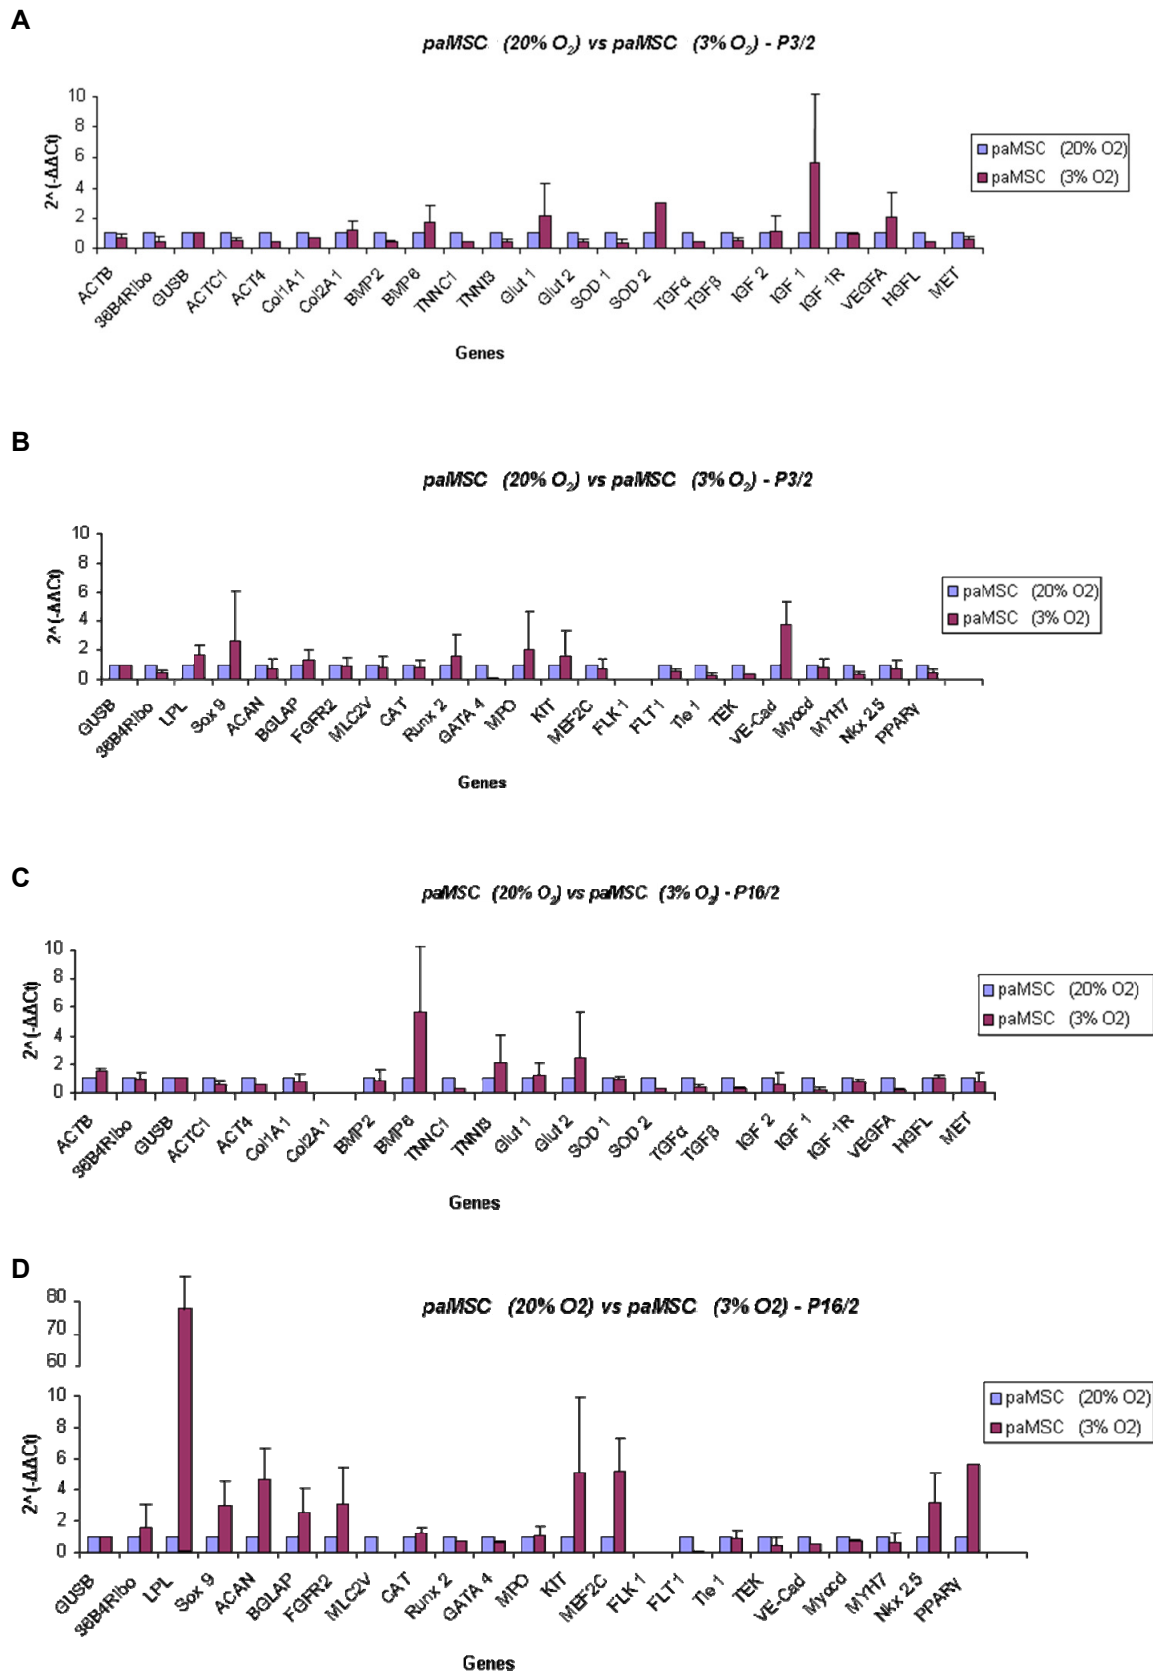 A
paMSC (20% O2) vs paMSC (3% O2) - P3/2
2^(-ΔΔCt)
10
8
6
4
2
0
paMSC (20% O2)
paMSC (3% O2)
ACTB 36B4Ribo GUSB ACTC1 ACT4 Col1A1 Col2A1 BMP2 BMP6 TNNC1 TNNI3 Glut 1 Glut 2 SOD 1 SOD 2 TGFα TGFβ IGF 2 IGF 1 IGF 1R VEGFA HGFL MET
Genes
B
paMSC (20% O2) vs paMSC (3% O2) - P3/2
2^(-ΔΔCt)
10
8
6
4
2
0
paMSC (20% O2)
paMSC (3% O2)
GUSB 36B4Ribo LPL Sox 9 ACAN BGLAP FGFR2 MLC2V CAT Runx 2 GATA 4 MPO KIT MEF2C FLK 1 FLT 1 Tie 1 TEK VE-Cad Myocd MYH7 Nkx 2.5 PPARγ
Genes
C
paMSC (20% O2) vs paMSC (3% O2) - P16/2
2^(-ΔΔCt)
10
8
6
4
2
0
paMSC (20% O2)
paMSC (3% O2)
ACTB 36B4Ribo GUSB ACTC1 ACT4 Col1A1 Col2A1 BMP2 BMP6 TNNC1 TNNI3 Glut 1 Glut 2 SOD 1 SOD 2 TGFα TGFβ IGF 2 IGF 1 IGF 1R VEGFA HGFL MET
Genes
D
paMSC (20% O2) vs paMSC (3% O2) - P16/2
2^(-ΔΔCt)
80
70
60
10
8
6
4
2
0
paMSC (20% O2)
paMSC (3% O2)
GUSB 36B4Ribo LPL Sox 9 ACAN BGLAP FGFR2 MLC2V CAT Runx 2 GATA 4 MPO KIT MEF2C FLK 1 FLT 1 Tie 1 TEK VE-Cad Myocd MYH7 Nkx 2.5 PPARγ
Genes